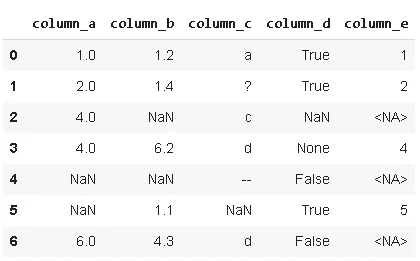 column_a column_b column_c column_d column_e
0 1.0 1.2 a True 1
1 2.0 1.4 ? True 2
2 4.0 NaN c NaN <NA>
3 4.0 6.2 d None 4
4 NaN NaN -- False <NA>
5 NaN 1.1 NaN True 5
6 6.0 4.3 d False <NA>